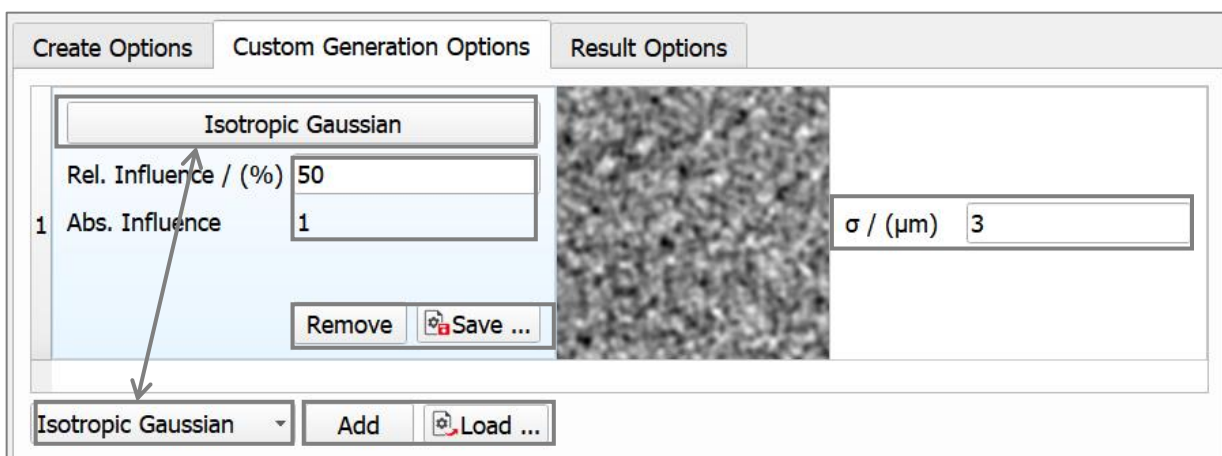 Create Options Custom Generation Options Result Options
Isotropic Gaussian
Rel. Influence / (%) 50
1 Abs. Influence 1 σ / (μm) 3
Remove Save ...
Isotropic Gaussian Add Load ...